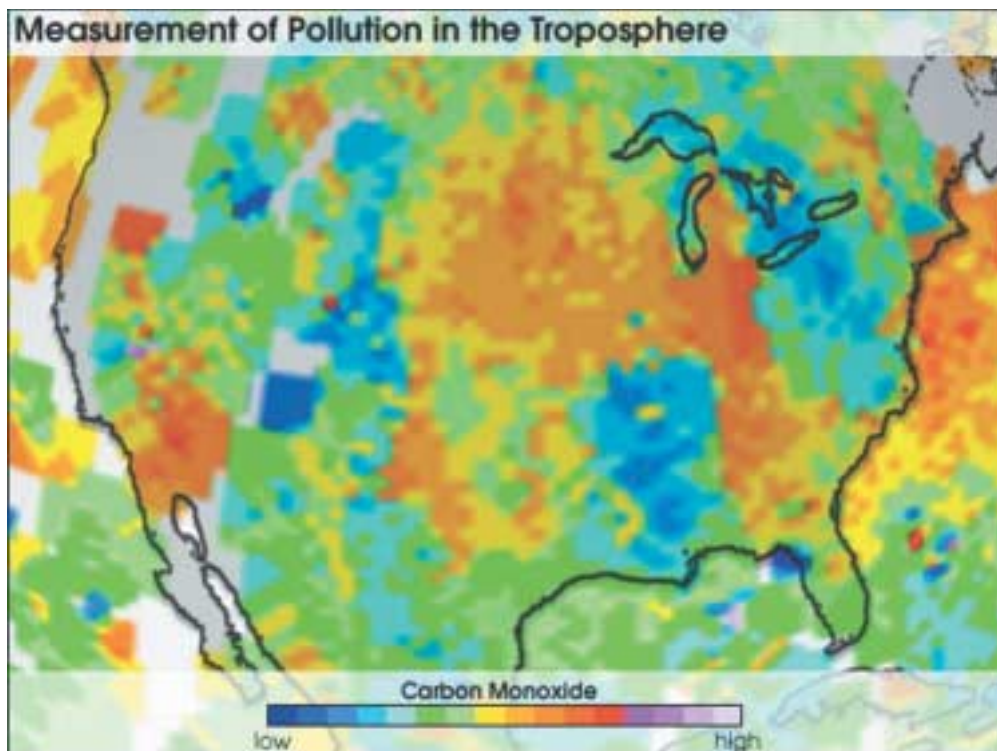 Measurement of Pollution in the Troposphere
Carbon Monoxide
low high